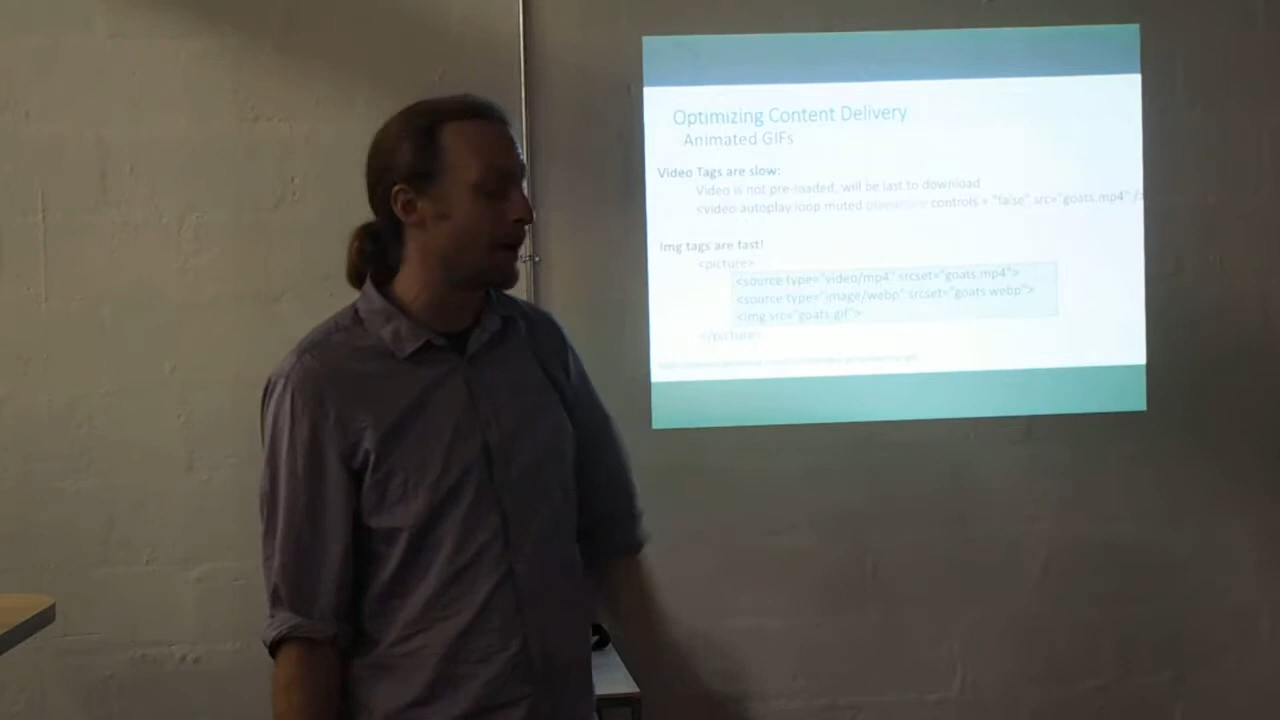 Optimizing Content Delivery
Animated GIFs
Video Tags are slow:
Video is not pre-loaded, will be last to download
<video autoplay loop muted playsinline controls = "false" src="goats.mp4" />
Img tags are fast!
<picture>
<source type="video/mp4" srcset="goats.mp4">
<source type="image/webp" srcset="goats.webp">
<img src="goats.gif">
</picture>